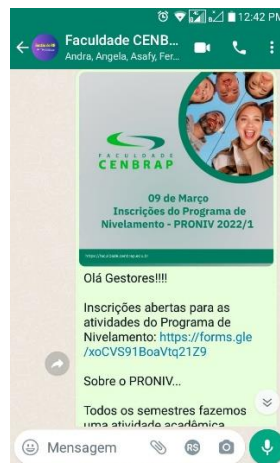 12:42 PM
Faculdade CENB...
Andra, Angela, Asafy, Fer...
FACULDADE
CENBRAP
09 de Março
Inscrições do Programa de
Nivelamento - PRONIV 2022/1
Olá Gestores!!!!
Inscrições abertas para as
atividades do Programa de
Nivelamento: https://forms.gle
/xoCVS91BoaVtq21Z9
Sobre o PRONIV...
Todos os semestres fazemos
uma atividade acadêmica
Mensagem
RS